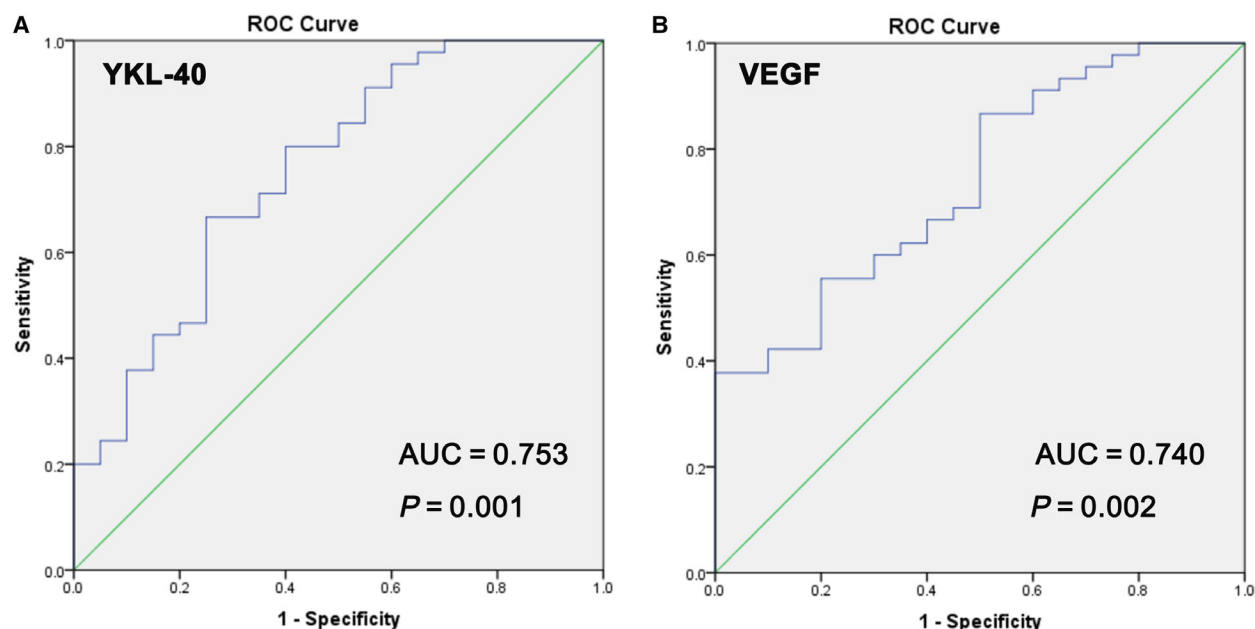 A
ROC Curve
YKL-40
1.0
0.8
0.6
0.4
0.2
0.0
Sensitivity
AUC = 0.753
P = 0.001
0.0 0.2 0.4 0.6 0.8 1.0
1 - Specificity
B
ROC Curve
VEGF
1.0
0.8
0.6
0.4
0.2
0.0
Sensitivity
AUC = 0.740
P = 0.002
0.0 0.2 0.4 0.6 0.8 1.0
1 - Specificity